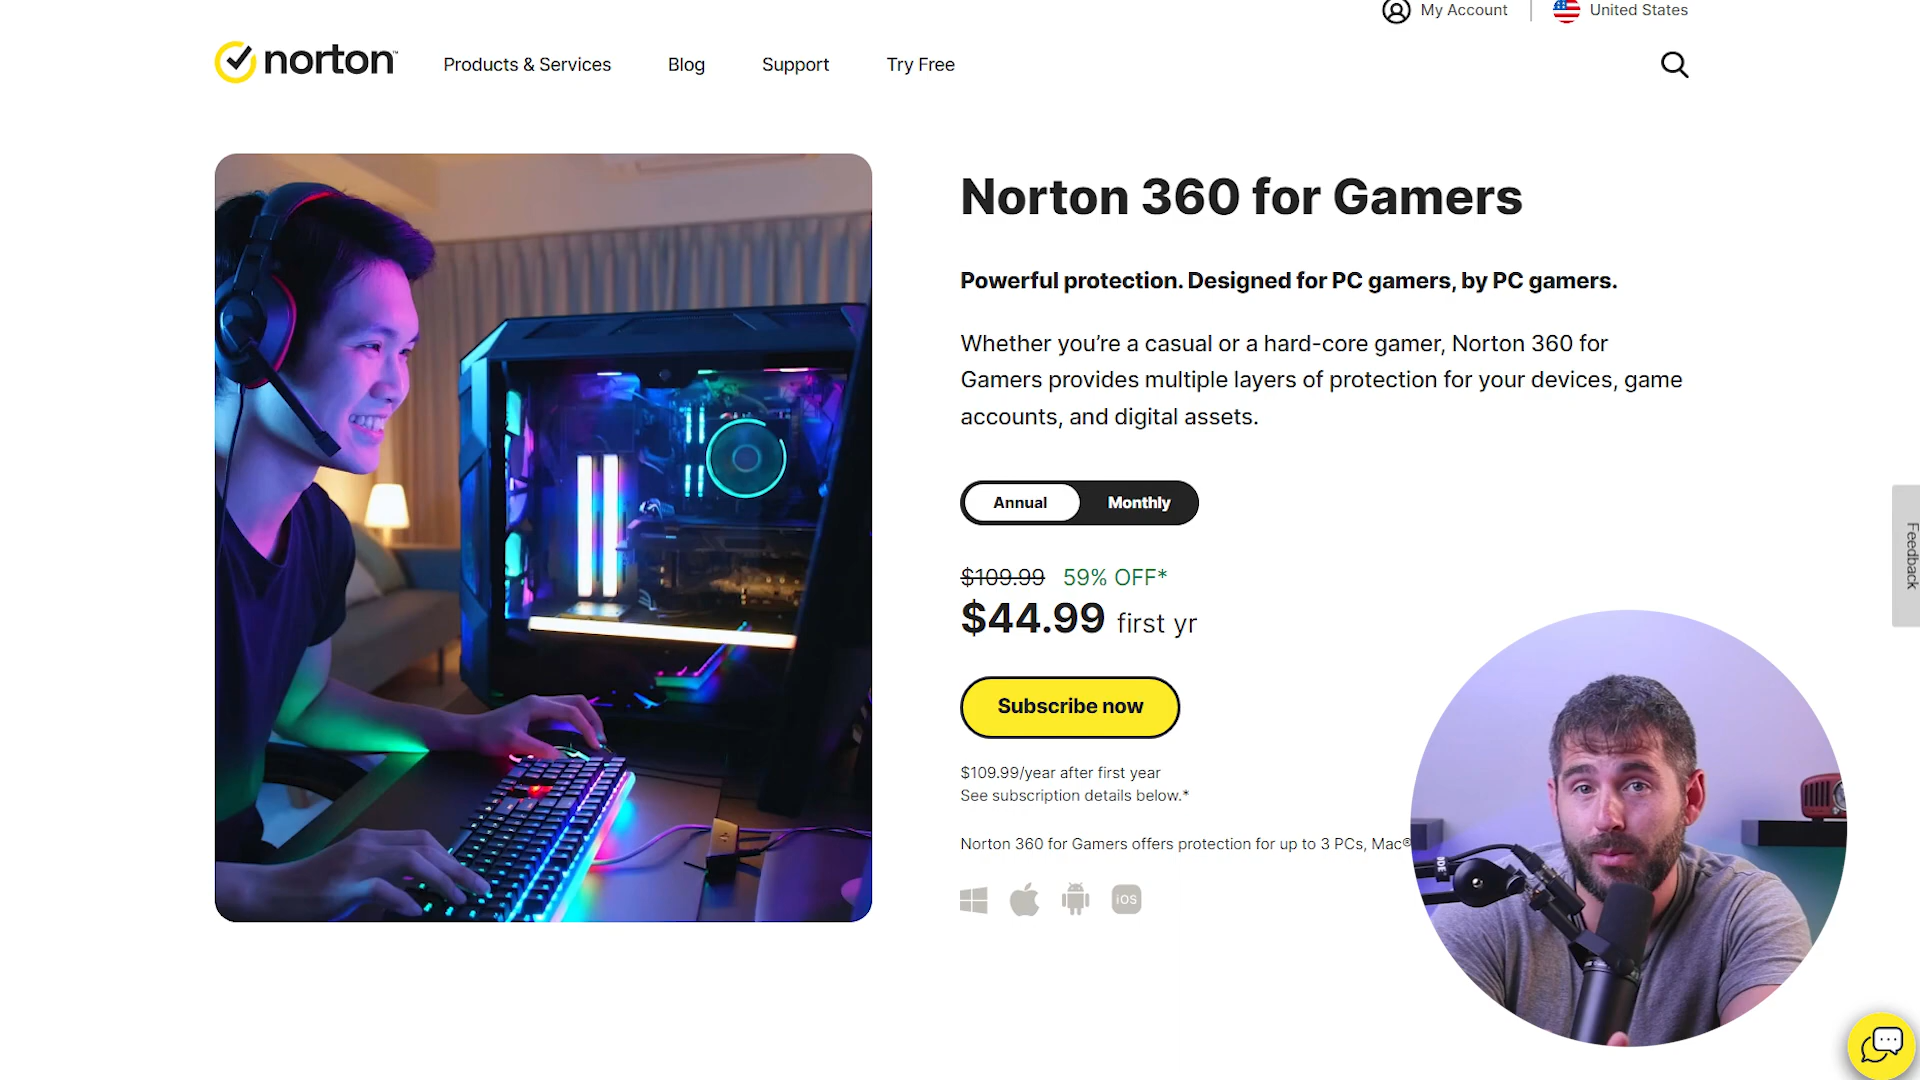 My Account
United States
norton
Products & Services
Blog
Support
Try Free
Norton 360 for Gamers
Powerful protection. Designed for PC gamers, by PC gamers.
Whether you’re a casual or a hard-core gamer, Norton 360 for
Gamers provides multiple layers of protection for your devices, game
accounts, and digital assets.
Annual
Monthly
$109.99 59% OFF*
$44.99 first yr
Subscribe now
$109.99/year after first year
See subscription details below.*
Norton 360 for Gamers offers protection for up to 3 PCs, Mac®
iOS
Feedback